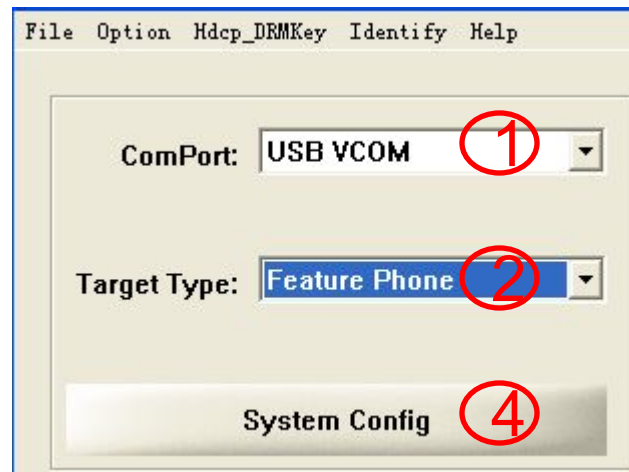 File Option Hdcp_DRMKey Identify Help
ComPort: USB VCOM 1
Target Type: Feature Phone 2
System Config 4